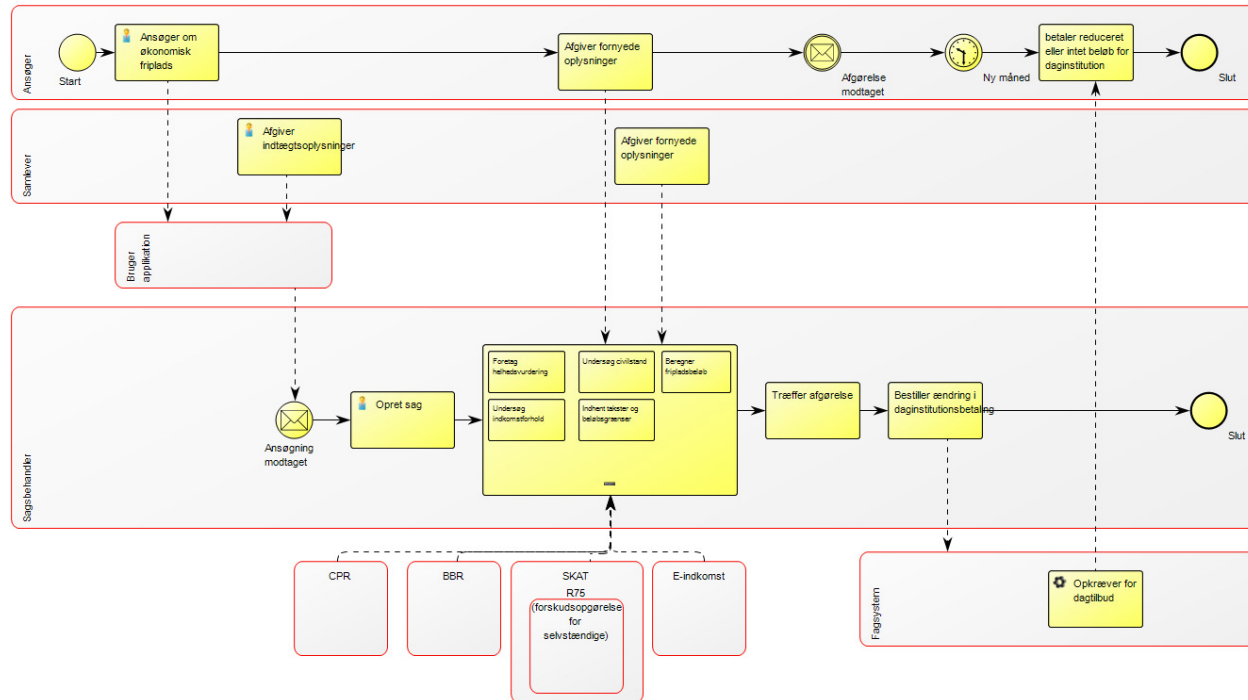 Ansøger
Start
Ansøger om
økonomisk
friplads
Afgiver fornyede
oplysninger
Afgørelse
modtaget
Ny måned
betaler reduceret
eller intet beløb for
daginstitution
Slut
Samlever
Afgiver
indtægtsoplysninger
Afgiver fornyede
oplysninger
Bruger
applikation
Sagsbehandler
Ansøgning
modtaget
Opret sag
Foretag
helhedsvurdering
Undersøg civilstand
Beregner
fripladsbeløb
Undersøg
indkomstforhold
Indhent takster og
beløbsgrænser
Træffer afgørelse
Bestiller ændring i
daginstitutionsbetaling
Slut
CPR
BBR
SKAT
R75
(forskudsopgørelse
for
selvstændige)
E-indkomst
Fagsystem
Opkræver for
dagtilbud